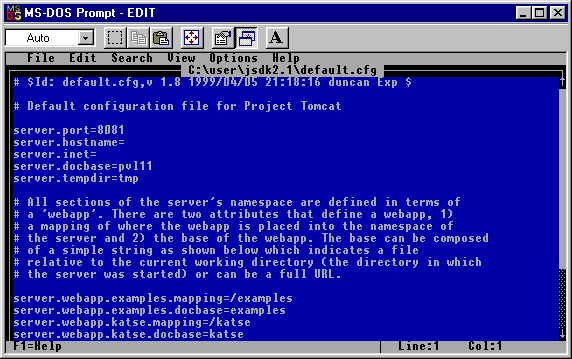 MS-DOS Prompt - EDIT
Auto
A
File Edit Search View Options Help
C:\user\jsdk2.1\default.cfg
# $Id: default.cfg,v 1.8 1999/04/05 21:18:16 duncan Exp $
# Default configuration file for Project Tomcat
server.port=8081
server.hostname=
server.inet=
server.docbase=pvl11
server.tempdir=tmp
# All sections of the server's namespace are defined in terms of
# a 'webapp'. There are two attributes that define a webapp, 1)
# a mapping of where the webapp is placed into the namespace of
# the server and 2) the base of the webapp. The base can be composed
# of a simple string as shown below which indicates a file
# relative to the current working directory (the directory in which
# the server was started) or can be a full URL.
server.webapp.examples.mapping=/examples
server.webapp.examples.docbase=examples
server.webapp.katse.mapping=/katse
server.webapp.katse.docbase=katse
F1=Help Line:1 Col:1